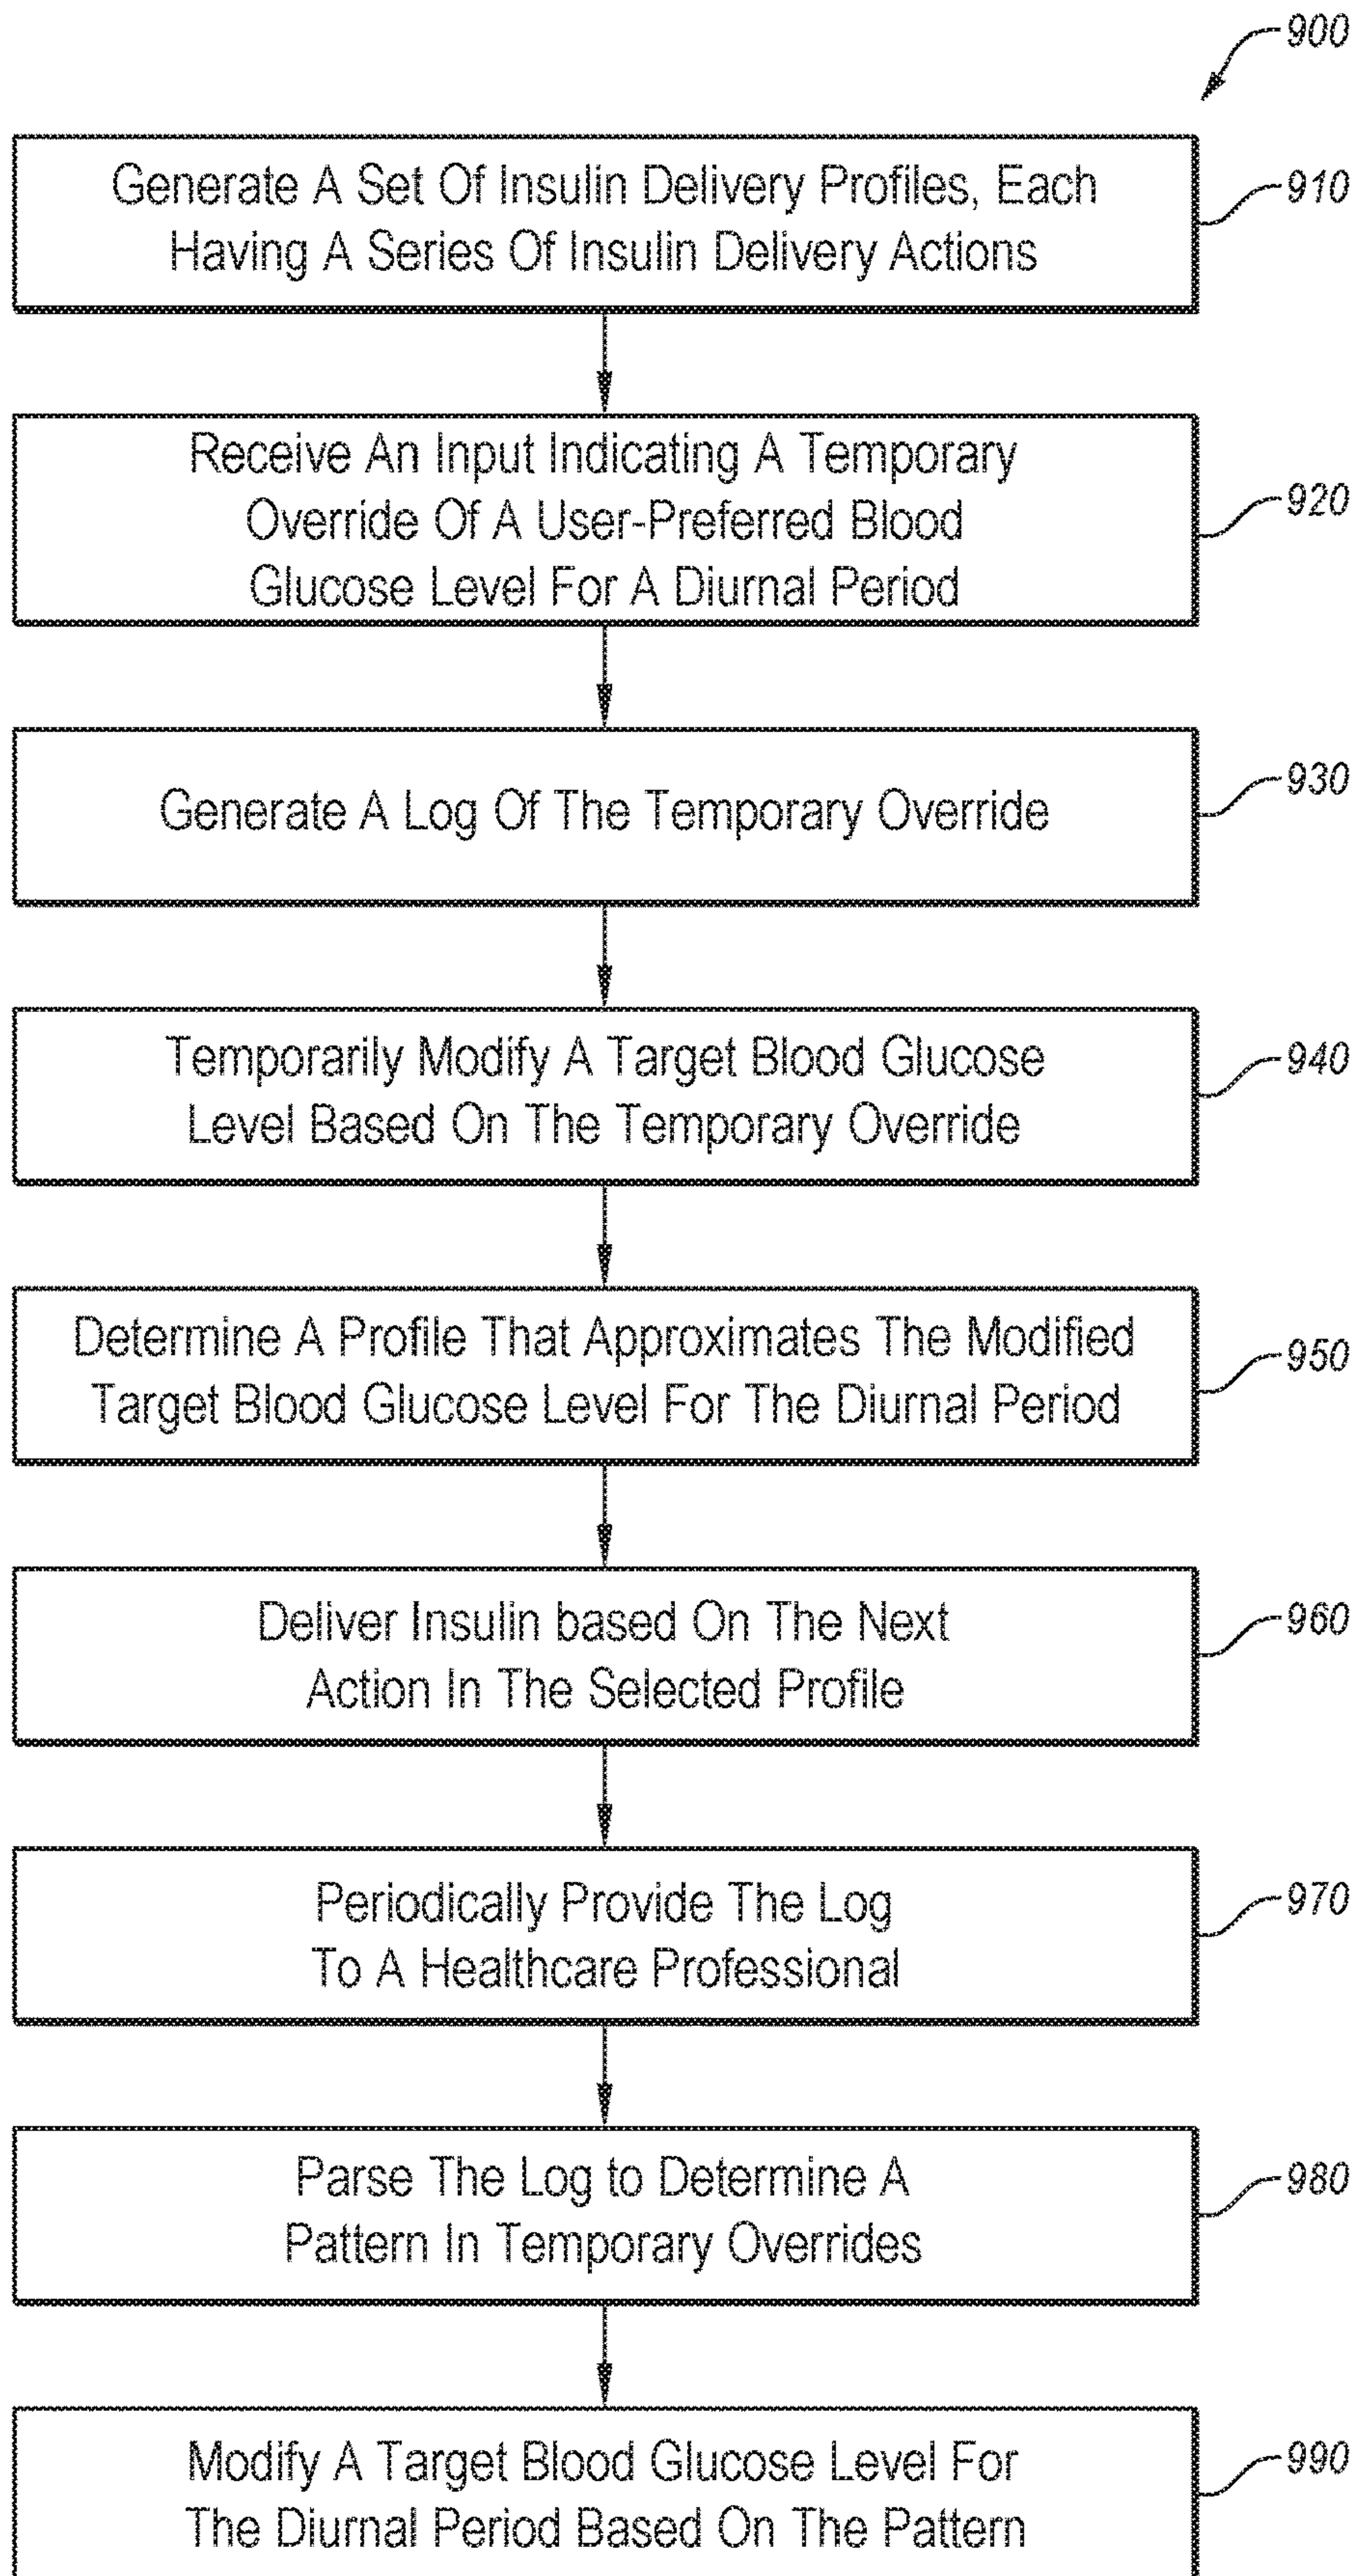 900
Generate A Set Of Insulin Delivery Profiles, Each
Having A Series Of Insulin Delivery Actions
910
Receive An Input Indicating A Temporary
Override Of A User-Preferred Blood
Glucose Level For A Diurnal Period
920
Generate A Log Of The Temporary Override
930
Temporarily Modify A Target Blood Glucose
Level Based On The Temporary Override
940
Determine A Profile That Approximates The Modified
Target Blood Glucose Level For The Diurnal Period
950
Deliver Insulin based On The Next
Action In The Selected Profile
960
Periodically Provide The Log
To A Healthcare Professional
970
Parse The Log to Determine A
Pattern In Temporary Overrides
980
Modify A Target Blood Glucose Level For
The Diurnal Period Based On The Pattern
990